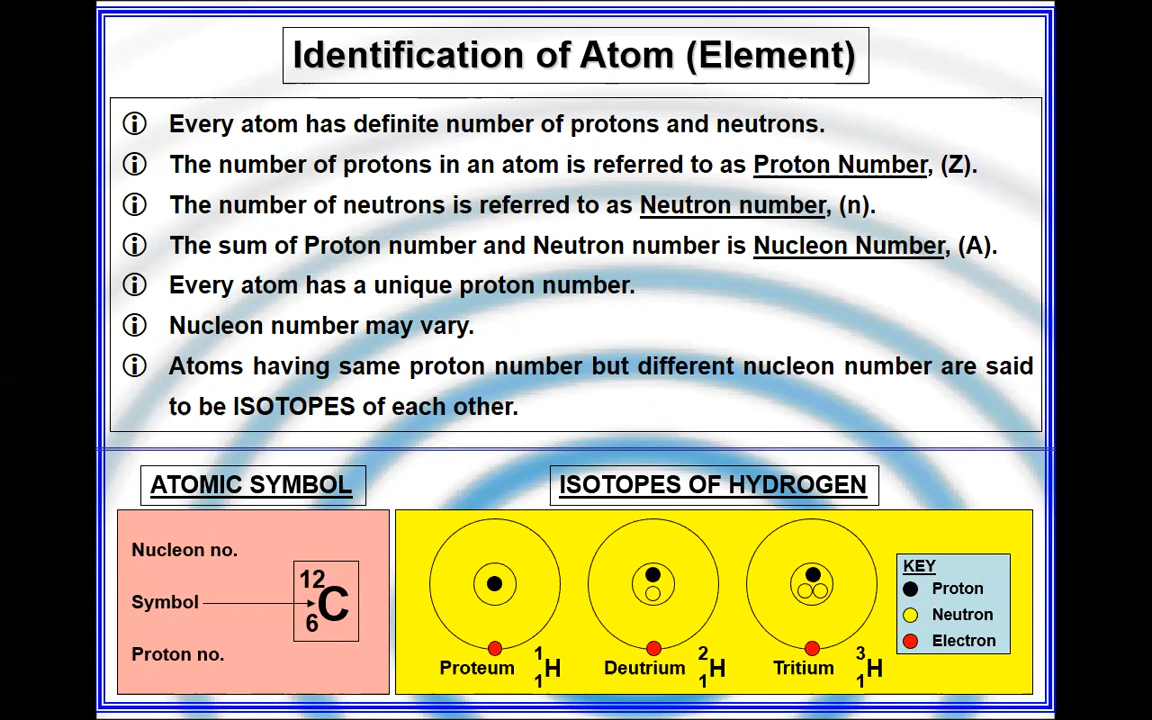 Identification of Atom (Element)
Every atom has definite number of protons and neutrons.
The number of protons in an atom is referred to as Proton Number, (Z).
The number of neutrons is referred to as Neutron number, (n).
The sum of Proton number and Neutron number is Nucleon Number, (A).
Every atom has a unique proton number.
Nucleon number may vary.
Atoms having same proton number but different nucleon number are said
to be ISOTOPES of each other.
ATOMIC SYMBOL
Nucleon no.
Symbol
Proton no.
12
C
6
ISOTOPES OF HYDROGEN
Proteum
1
H
1
Deutrium
2
H
1
Tritium
3
H
1
KEY
Proton
Neutron
Electron